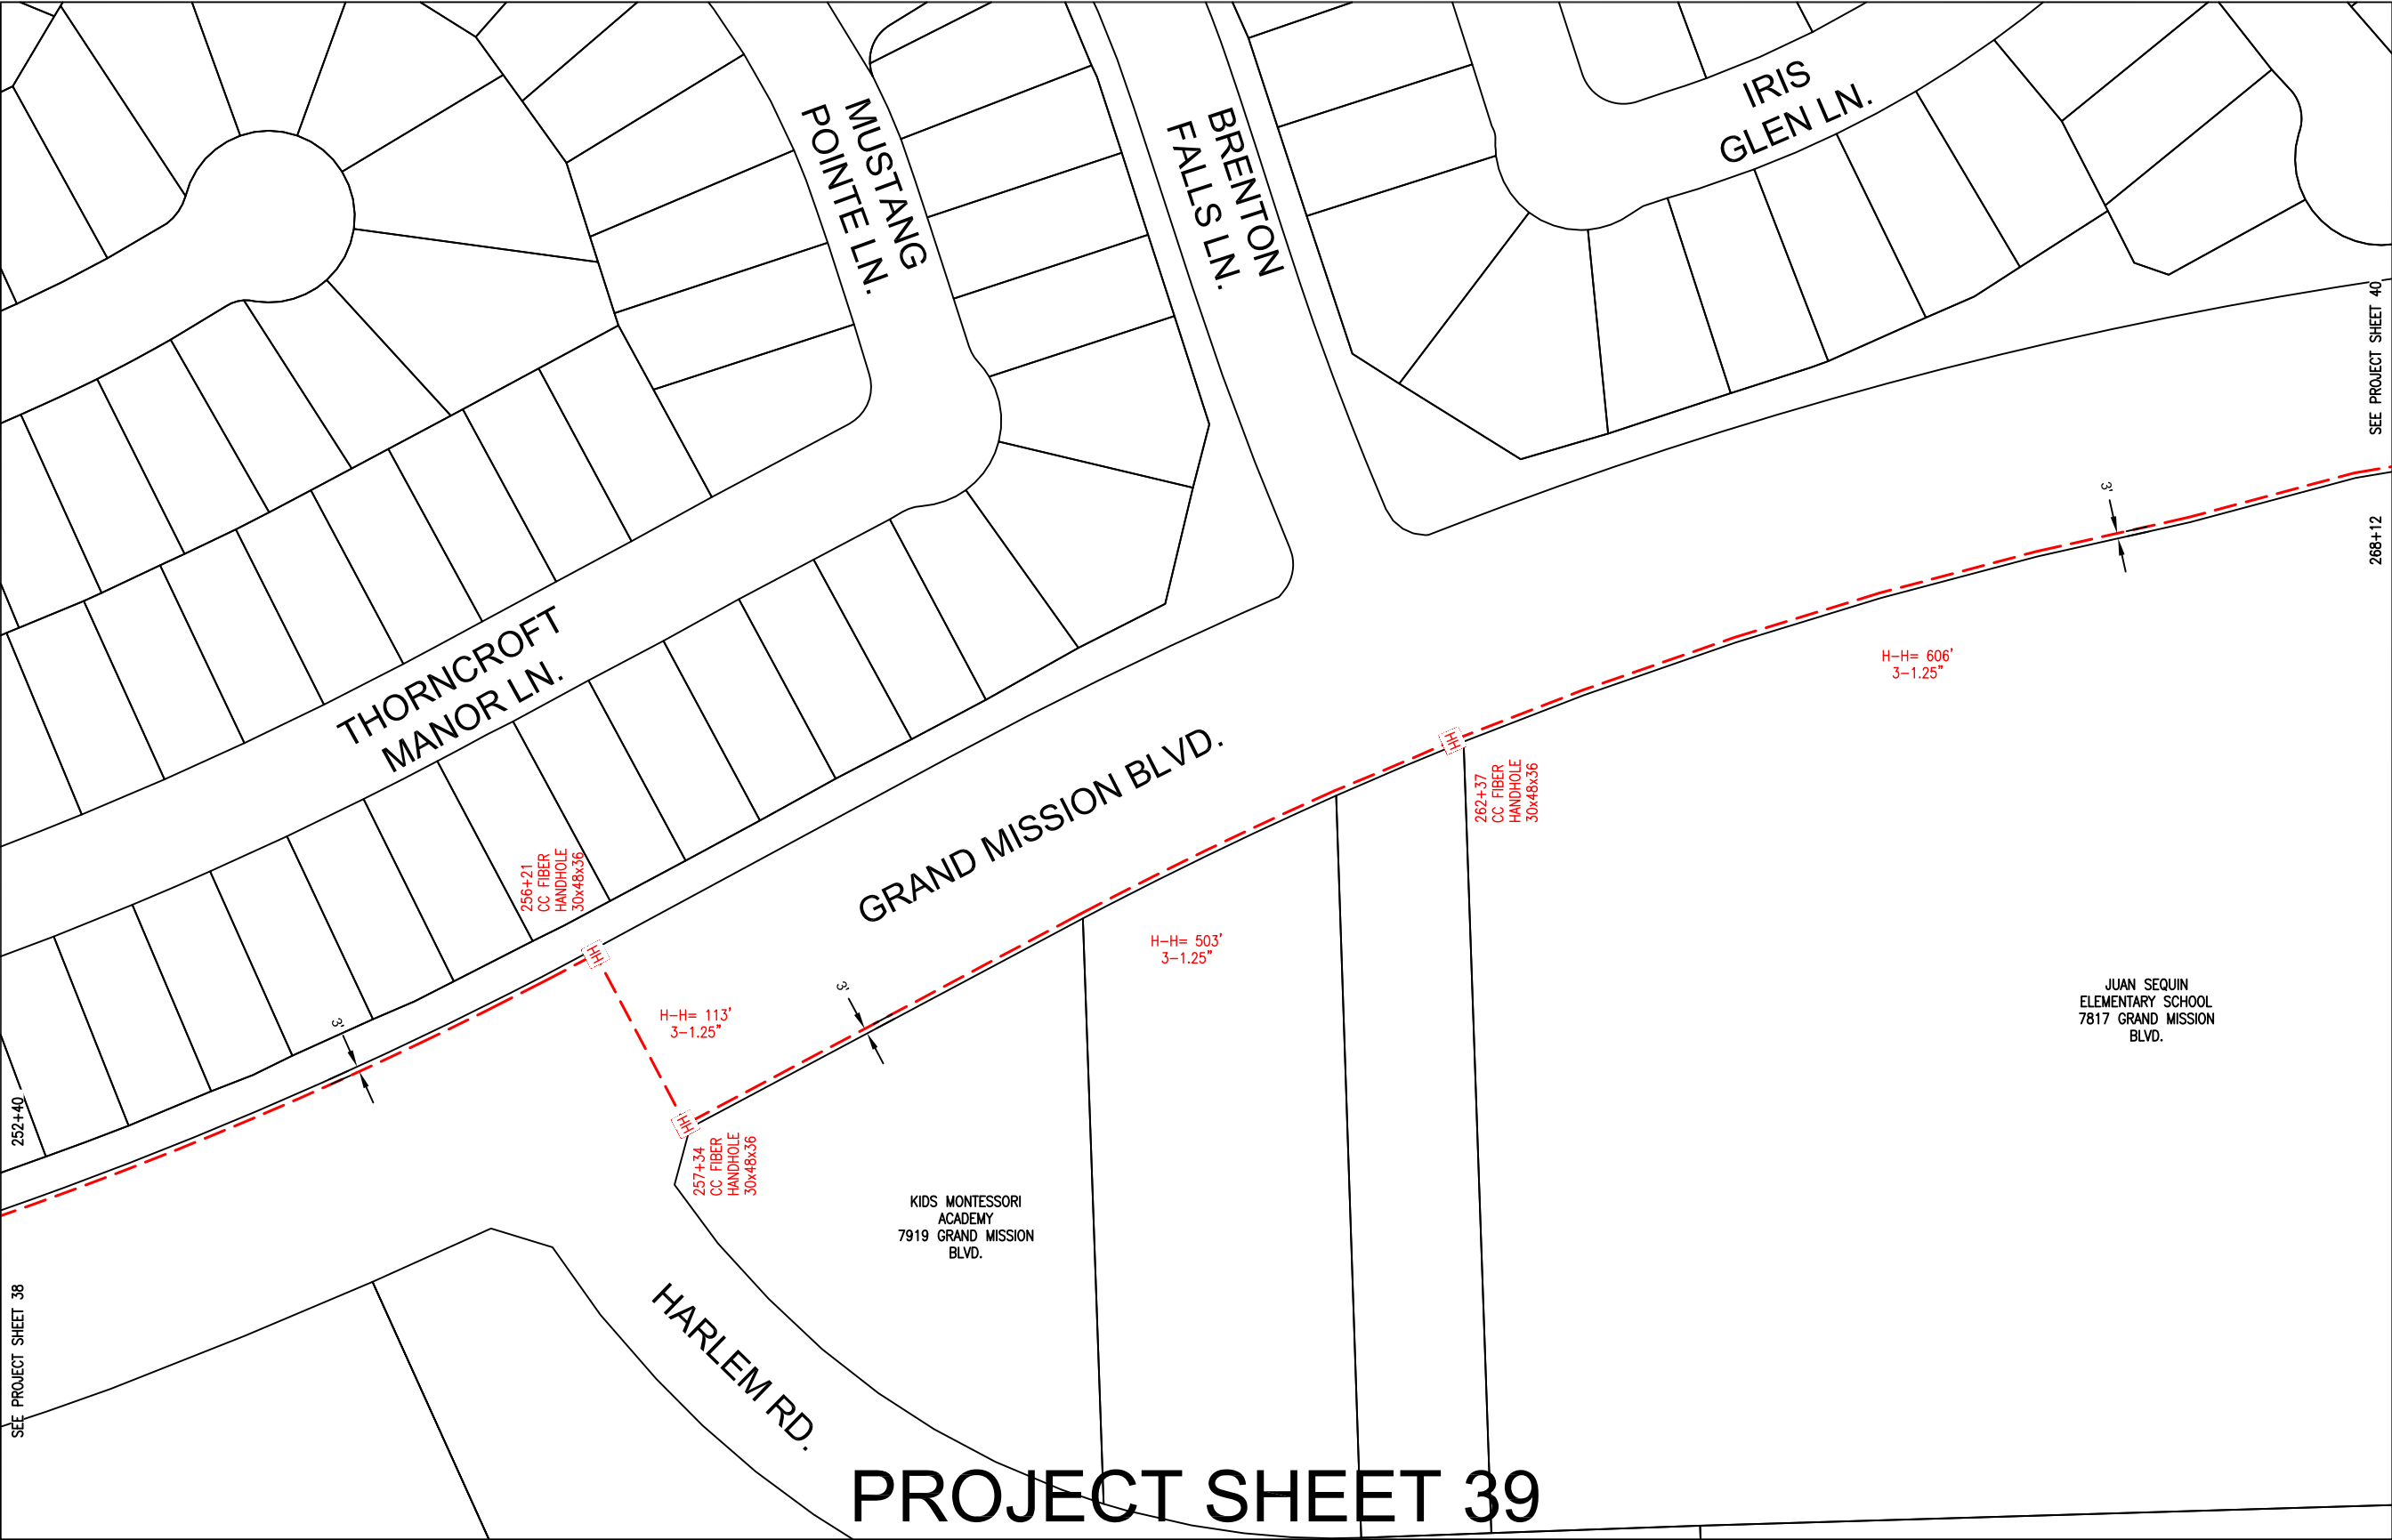 MUSTANG
POINTE LN.
BRENTON
FALLS LN.
IRIS
GLEN LN.
SEE PROJECT SHEET 40
268+12
3'
H-H= 606'
3-1.25"
THORNCROFT
MANOR LN.
GRAND MISSION BLVD.
HH
262+37
CC FIBER
HANDHOLE
30x48x36
256+21
CC FIBER
HANDHOLE
30x48x36
HH
H-H= 503'
3-1.25"
3'
H-H= 113'
3-1.25"
3'
JUAN SEQUIN
ELEMENTARY SCHOOL
7817 GRAND MISSION
BLVD.
252+40
HH
257+34
CC FIBER
HANDHOLE
30x48x36
KIDS MONTESSORI
ACADEMY
7919 GRAND MISSION
BLVD.
SEE PROJECT SHEET 38
HARLEM RD.
PROJECT SHEET 39